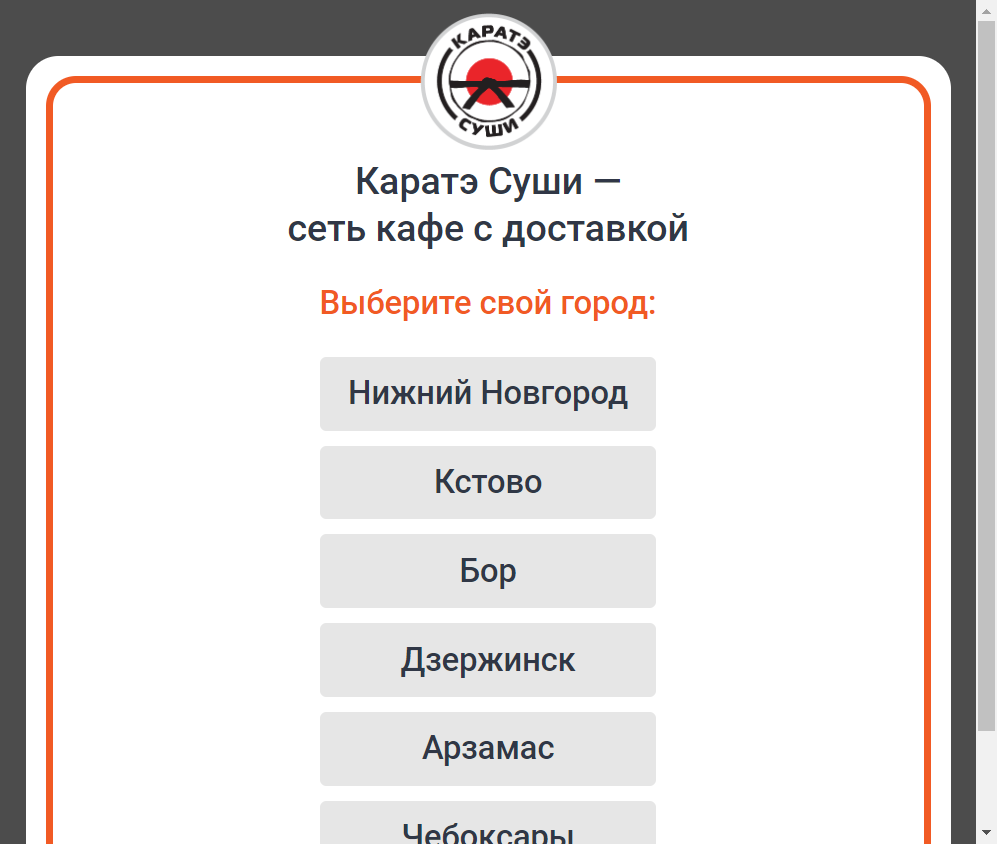 КАРАТЭ
СУШИ
Каратэ Суши —
сеть кафе с доставкой
Выберите свой город:
Нижний Новгород
Кстово
Бор
Дзержинск
Арзамас
Чебоксары